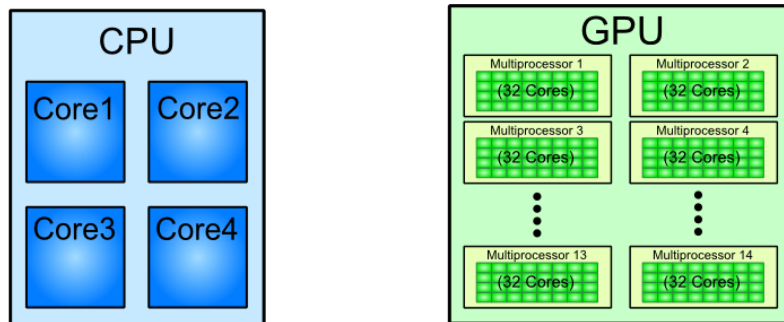 CPU
Core1
Core2
Core3
Core4
GPU
Multiprocessor 1
(32 Cores)
Multiprocessor 2
(32 Cores)
Multiprocessor 3
(32 Cores)
Multiprocessor 4
(32 Cores)
Multiprocessor 13
(32 Cores)
Multiprocessor 14
(32 Cores)